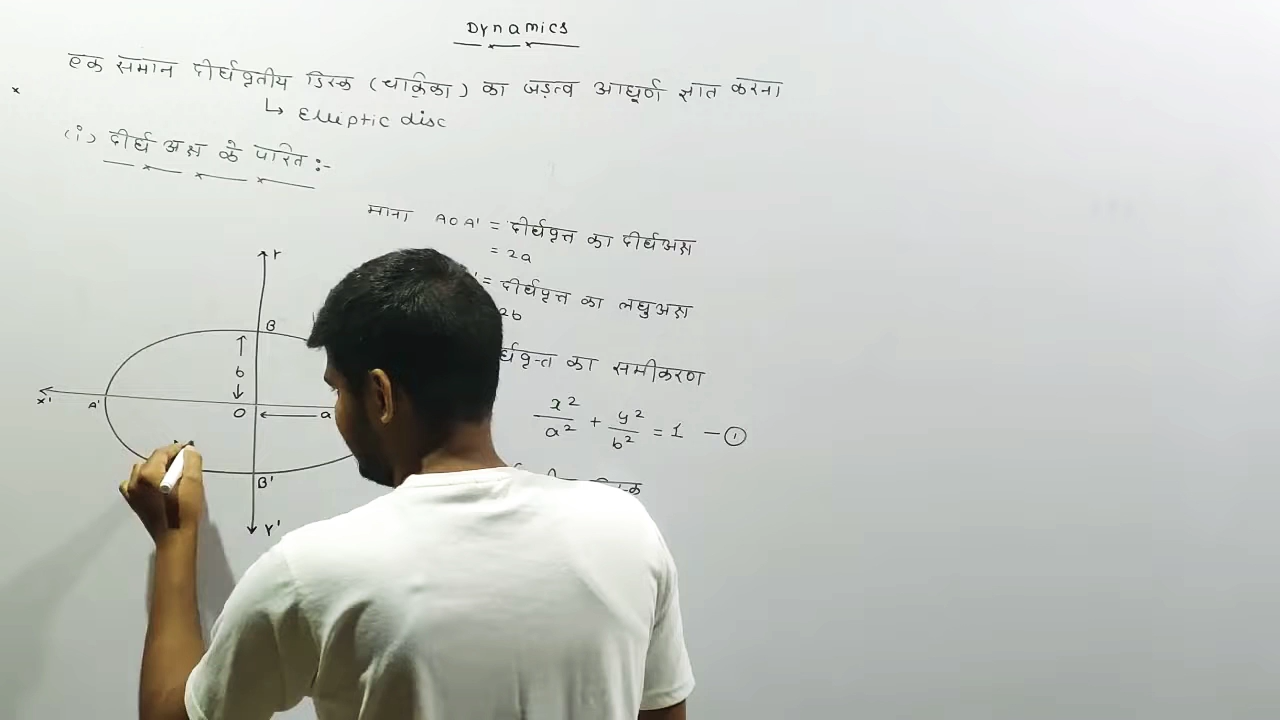 Dynamics
एक समान दीर्घवृतीय डिस्क (चक्रिका) का जड़त्व आघूर्ण ज्ञात करना
↳ Elliptic disc
(i) दीर्घ अक्ष के परित :-
माना AOA' = दीर्घवृत्त का दीर्घअक्ष
= 2a
' = दीर्घवृत्त का लघुअक्ष
2b
र्घवृत्त का समीकरण
x²/a² + y²/b² = 1 — ①
Y
B
b
X' A' O a
B'
Y'